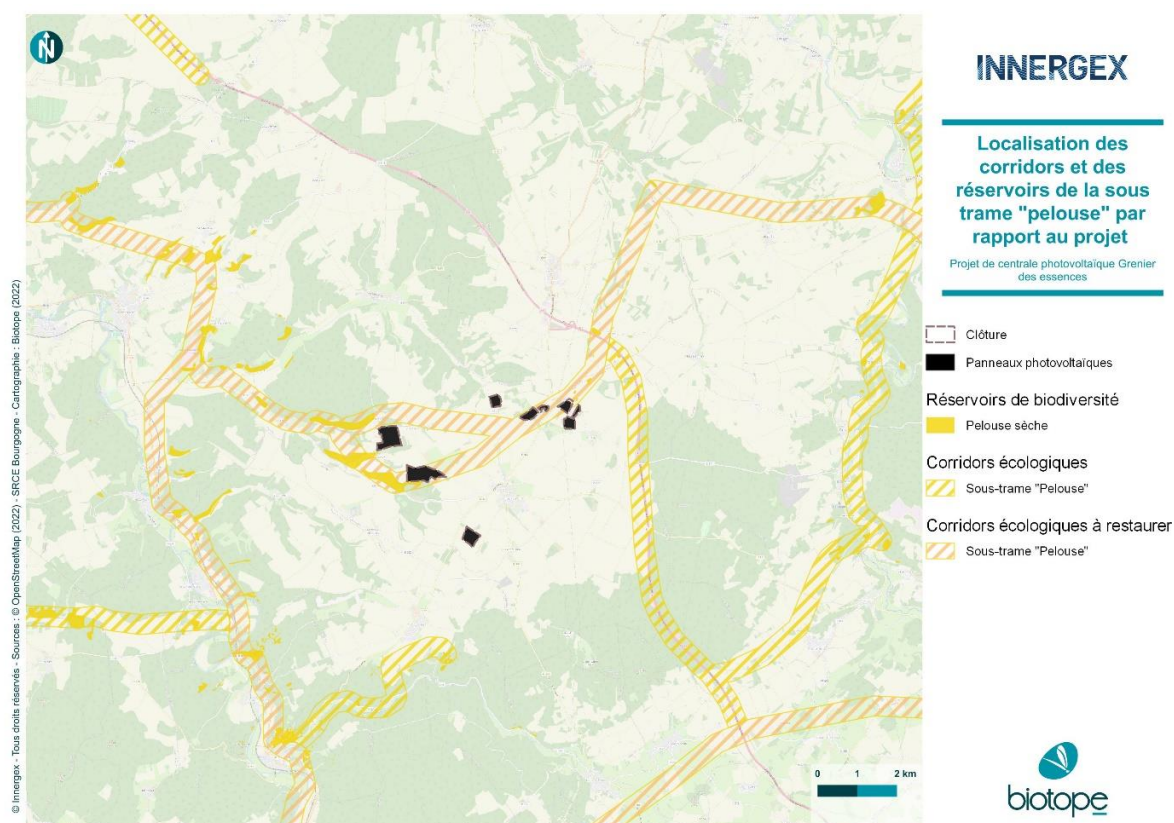 N
INNERGEX
Localisation des
corridors et des
réservoirs de la sous
trame "pelouse" par
rapport au projet
Projet de centrale photovoltaïque Grenier
des essences
Clôture
Panneaux photovoltaïques
Réservoirs de biodiversité
Pelouse sèche
Corridors écologiques
Sous-trame "Pelouse"
Corridors écologiques à restaurer
Sous-trame "Pelouse"
0 1 2 km
biotope
© Innergex - Tous droits réservés - Sources : © OpenStreetMap (2022) - SRCE Bourgogne - Cartographie : Biotope (2022)